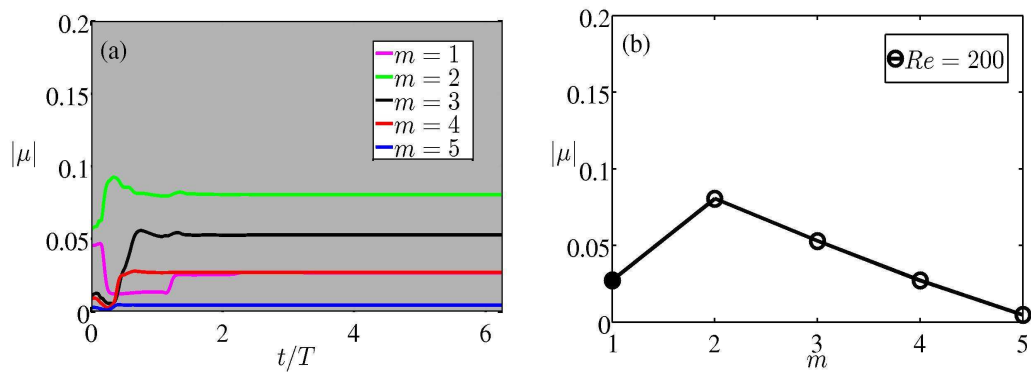 (a)
0.2
0.15
0.1
0.05
0
|μ|
m = 1
m = 2
m = 3
m = 4
m = 5
0 2 4 6
t/T
(b)
0.2
0.15
0.1
0.05
0
|μ|
Re = 200
1 2 3 4 5
m